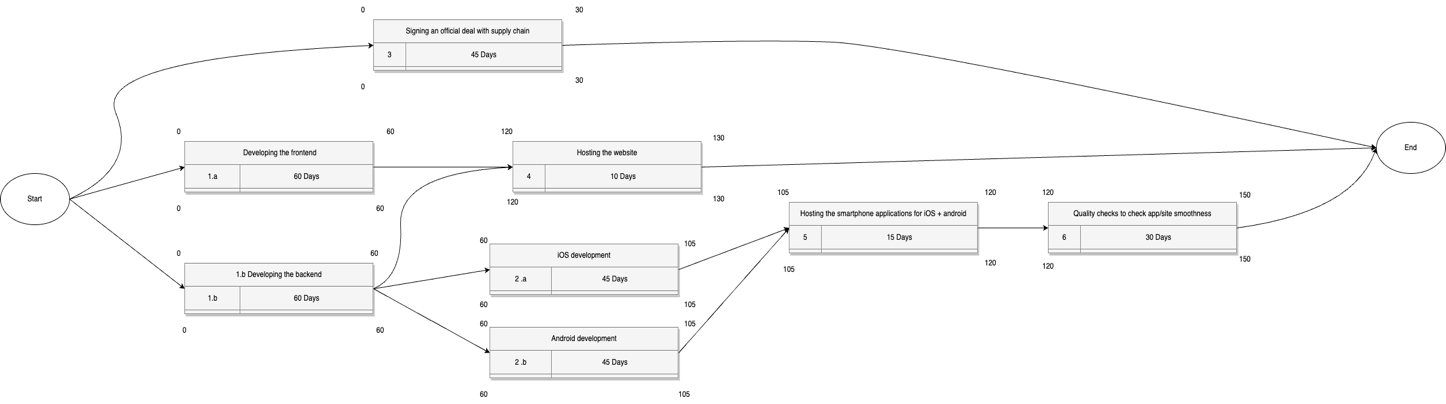 0
30
Signing an official deal with supply chain
3
45 Days
0
30
0
60
Developing the frontend
1.a
60 Days
0
60
120
130
Hosting the website
4
10 Days
120
130
Start
End
0
60
1.b Developing the backend
1.b
60 Days
0
60
60
105
iOS development
2 .a
45 Days
60
105
60
105
Android development
2 .b
45 Days
60
105
105
120
Hosting the smartphone applications for iOS + android
5
15 Days
105
120
120
150
Quality checks to check app/site smoothness
6
30 Days
120
150